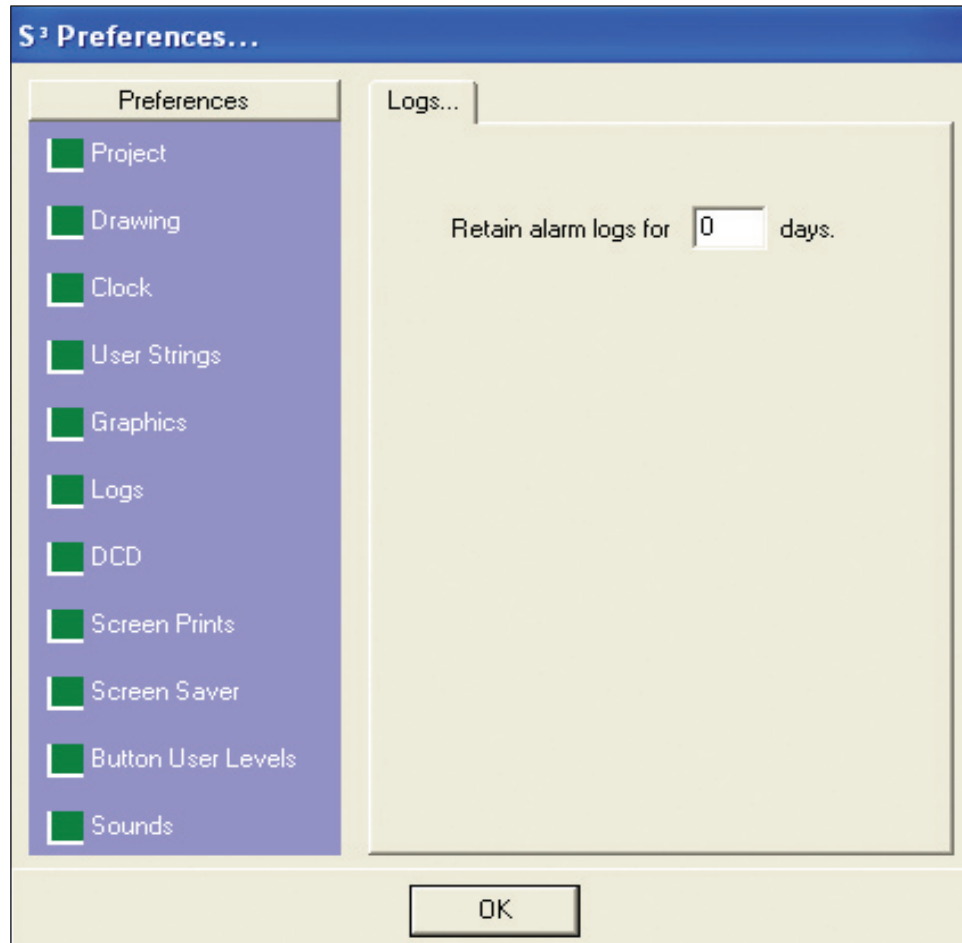 S³ Preferences...
Preferences
Project
Drawing
Clock
User Strings
Graphics
Logs
DCD
Screen Prints
Screen Saver
Button User Levels
Sounds
Logs...
Retain alarm logs for 0 days.
OK